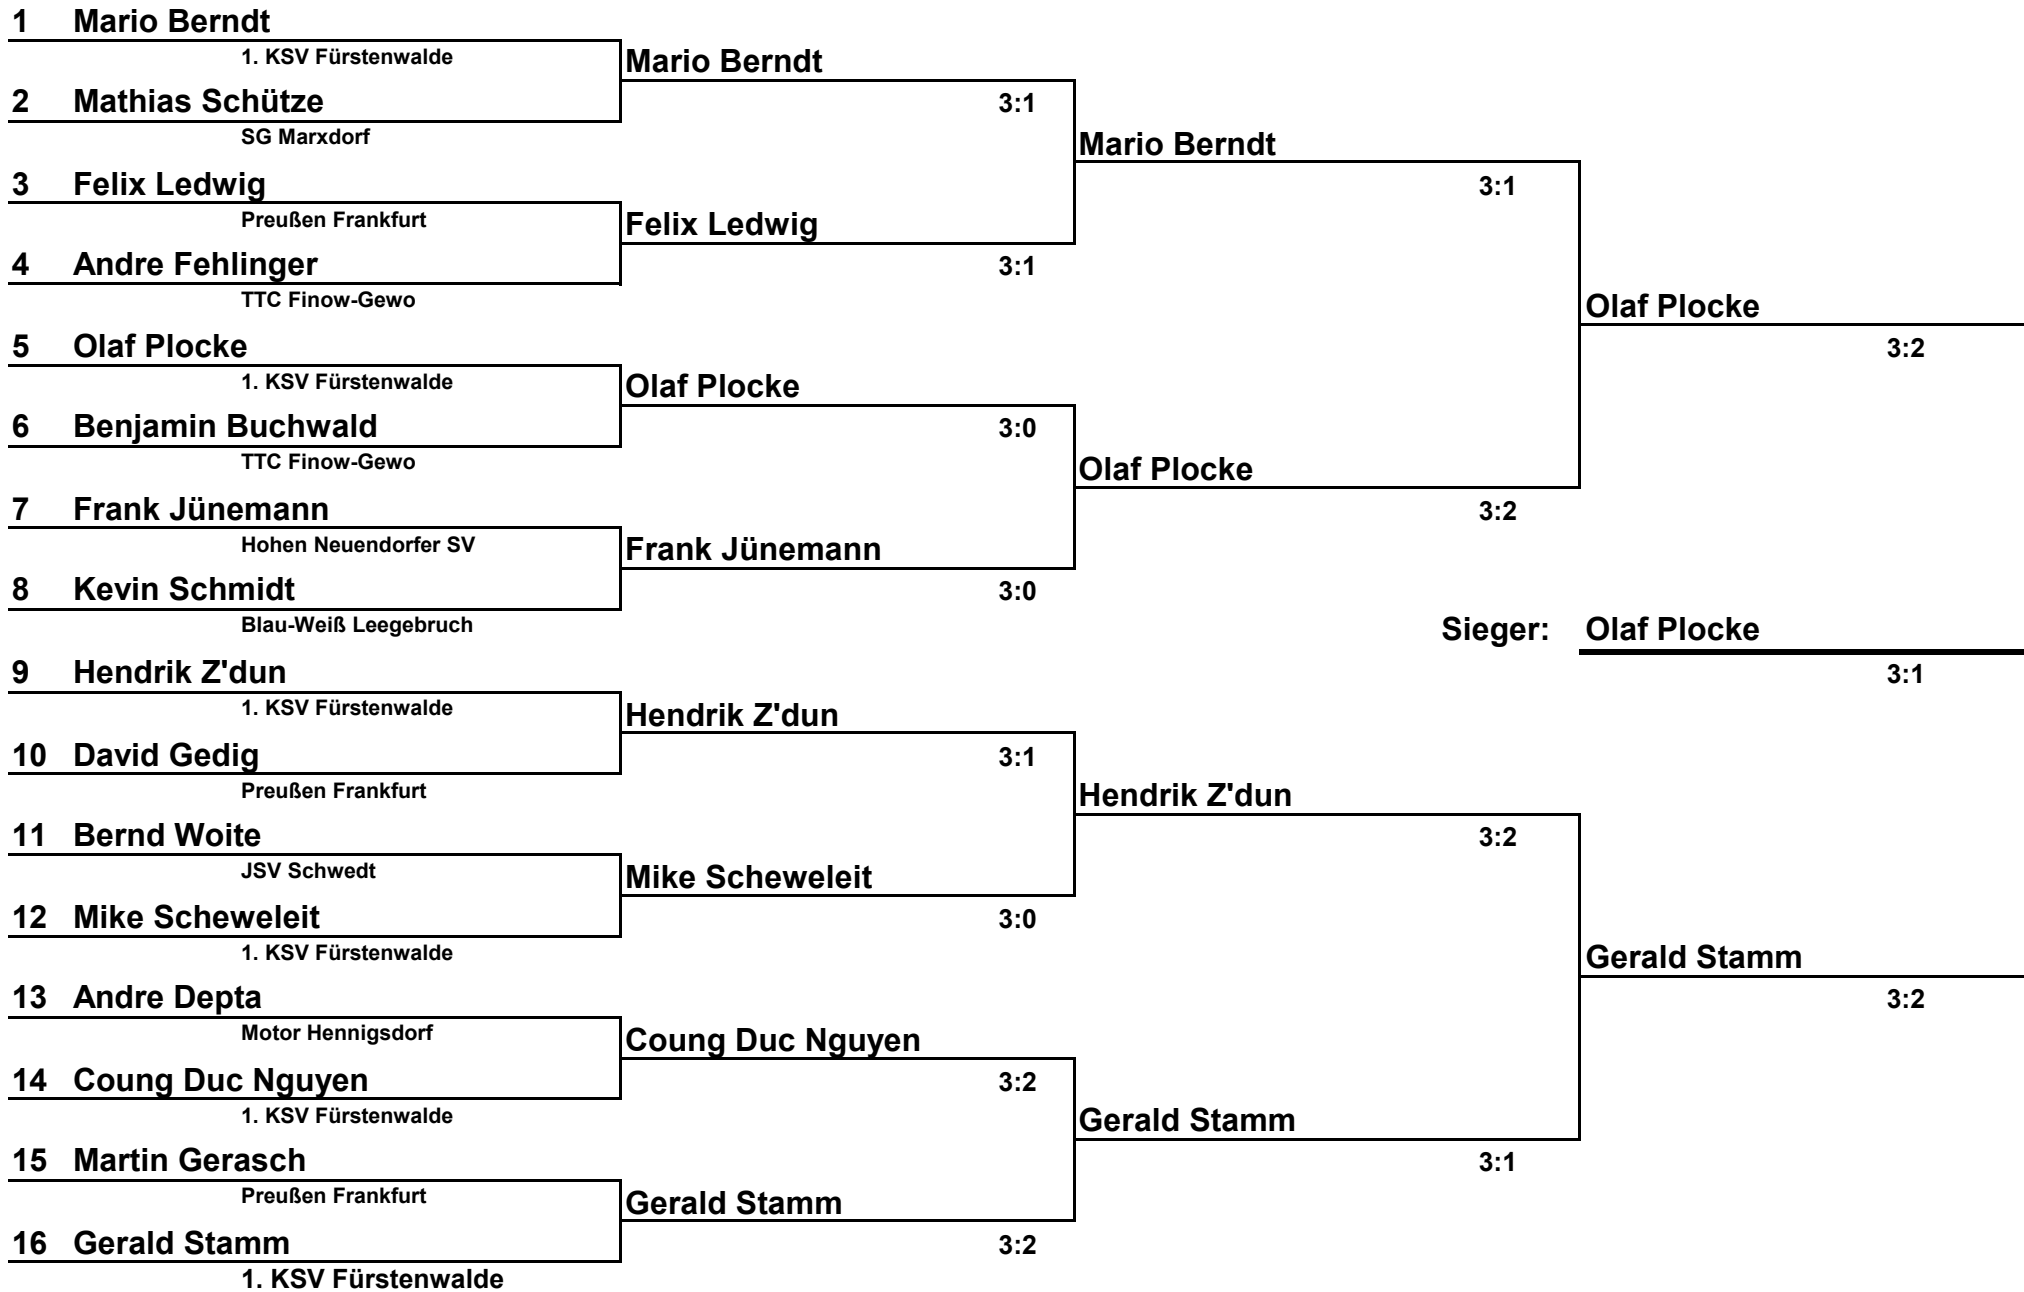 1 Mario Berndt
1. KSV Fürstenwalde
Mario Berndt
2 Mathias Schütze
3:1
SG Marxdorf
Mario Berndt
3 Felix Ledwig
3:1
Preußen Frankfurt
Felix Ledwig
4 Andre Fehlinger
3:1
TTC Finow-Gewo
Olaf Plocke
5 Olaf Plocke
3:2
1. KSV Fürstenwalde
Olaf Plocke
6 Benjamin Buchwald
3:0
TTC Finow-Gewo
Olaf Plocke
7 Frank Jünemann
3:2
Hohen Neuendorfer SV
Frank Jünemann
8 Kevin Schmidt
3:0
Blau-Weiß Leegebruch
Sieger: Olaf Plocke
9 Hendrik Z'dun
3:1
1. KSV Fürstenwalde
Hendrik Z'dun
10 David Gedig
3:1
Preußen Frankfurt
Hendrik Z'dun
11 Bernd Woite
3:2
JSV Schwedt
Mike Scheweleit
12 Mike Scheweleit
3:0
1. KSV Fürstenwalde
Gerald Stamm
13 Andre Depta
3:2
Motor Hennigsdorf
Coung Duc Nguyen
14 Coung Duc Nguyen
3:2
1. KSV Fürstenwalde
Gerald Stamm
15 Martin Gerasch
3:1
Preußen Frankfurt
Gerald Stamm
16 Gerald Stamm
3:2
1. KSV Fürstenwalde